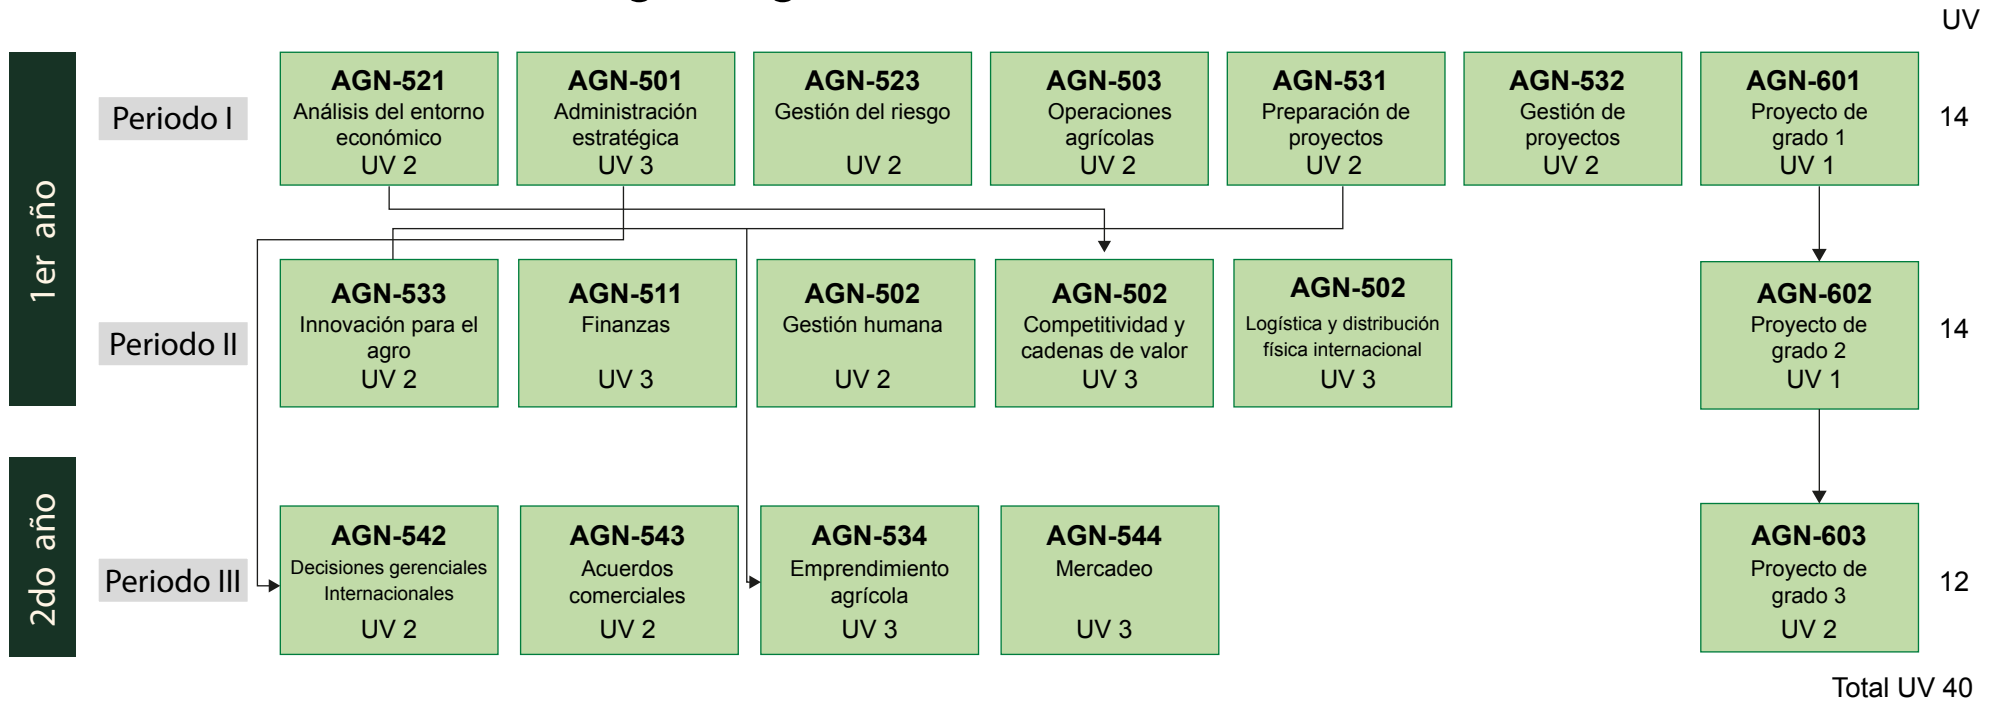 UV
1er año
Periodo I
AGN-521
Análisis del entorno
económico
UV 2
AGN-501
Administración
estratégica
UV 3
AGN-523
Gestión del riesgo
UV 2
AGN-503
Operaciones
agrícolas
UV 2
AGN-531
Preparación de
proyectos
UV 2
AGN-532
Gestión de
proyectos
UV 2
AGN-601
Proyecto de
grado 1
UV 1
14
Periodo II
AGN-533
Innovación para el
agro
UV 2
AGN-511
Finanzas
UV 3
AGN-502
Gestión humana
UV 2
AGN-502
Competitividad y
cadenas de valor
UV 3
AGN-502
Logística y distribución
física internacional
UV 3
AGN-602
Proyecto de
grado 2
UV 1
14
2do año
Periodo III
AGN-542
Decisiones gerenciales
Internacionales
UV 2
AGN-543
Acuerdos
comerciales
UV 2
AGN-534
Emprendimiento
agrícola
UV 3
AGN-544
Mercadeo
UV 3
AGN-603
Proyecto de
grado 3
UV 2
12
Total UV 40